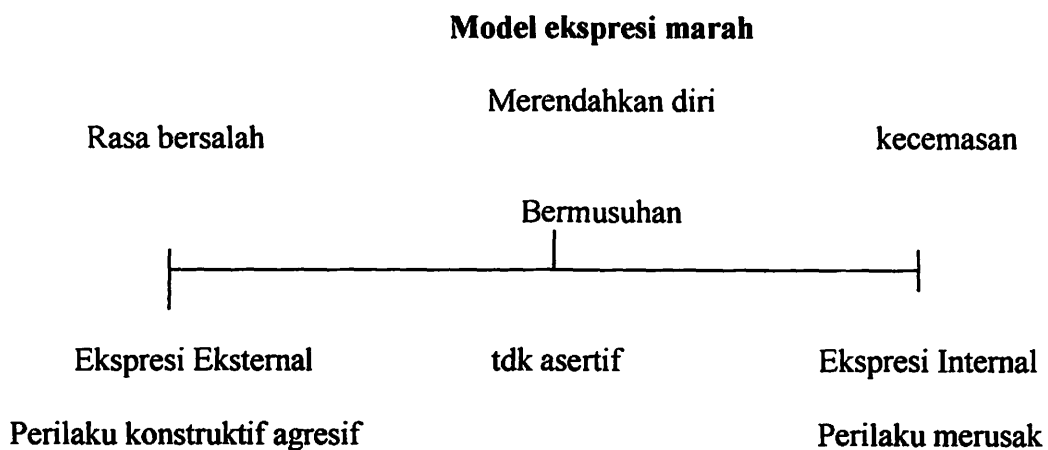 Model ekspresi marah
Merendahkan diri
Rasa bersalah kecemasan
Bermusuhan
Ekspresi Eksternal tdk asertif Ekspresi Internal
Perilaku konstruktif agresif Perilaku merusak